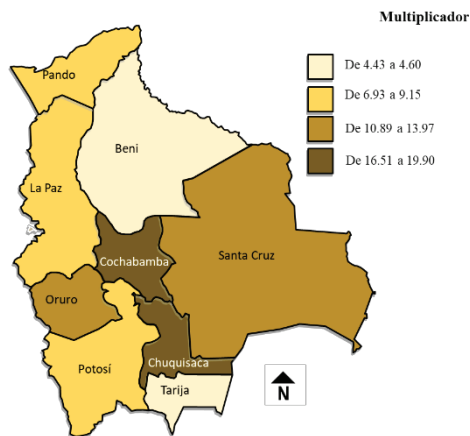 Multiplicador
De 4.43 a 4.60
De 6.93 a 9.15
De 10.89 a 13.97
De 16.51 a 19.90
Pando
Beni
La Paz
Cochabamba
Santa Cruz
Oruro
Chuquisaca
Potosí
Tarija
N